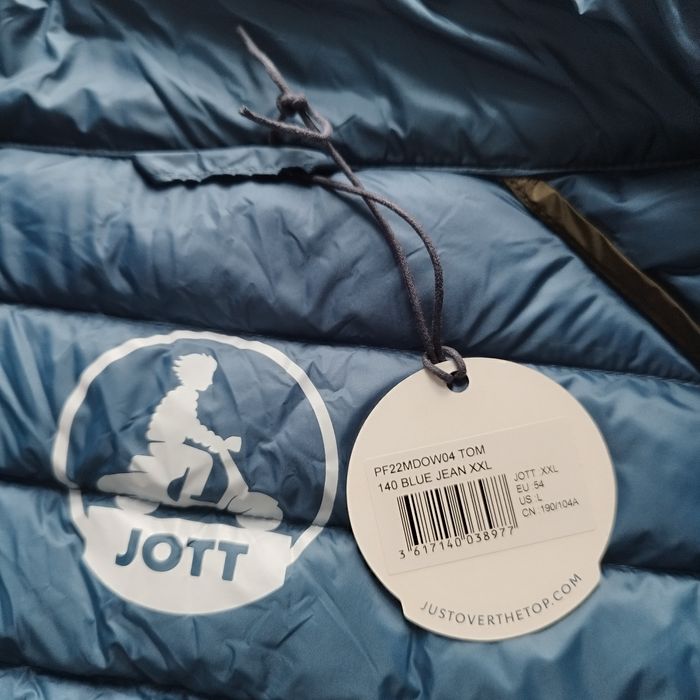 JOTT
PF22MDOW04 TOM
140 BLUE JEAN XXL
JOTT :XXL
EU :54
US :L
CN :190/104A
3 617140 038977
JUSTOVERTHETOP.COM